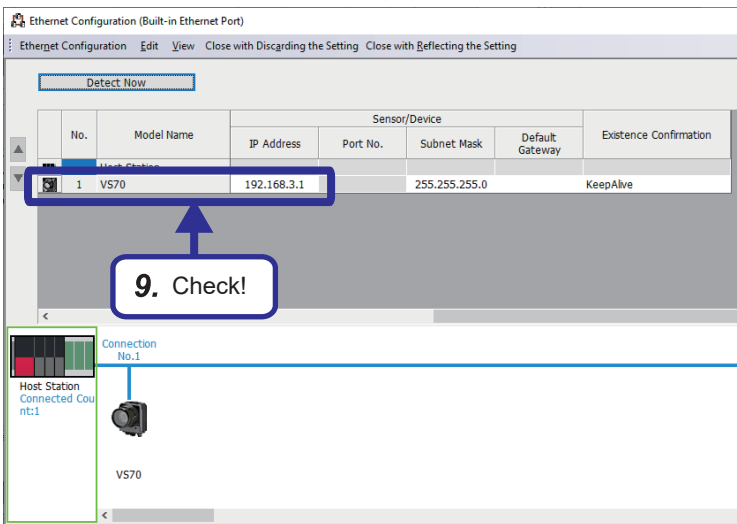 Ethernet Configuration (Built-in Ethernet Port)
Ethernet Configuration Edit View Close with Discarding the Setting Close with Reflecting the Setting
Detect Now
No. Model Name Sensor/Device Existence Confirmation
IP Address Port No. Subnet Mask Default Gateway
Host Station
1 VS70 192.168.3.1 255.255.255.0 KeepAlive
9. Check!
Connection
No.1
Host Station
Connected Cou
nt:1
VS70